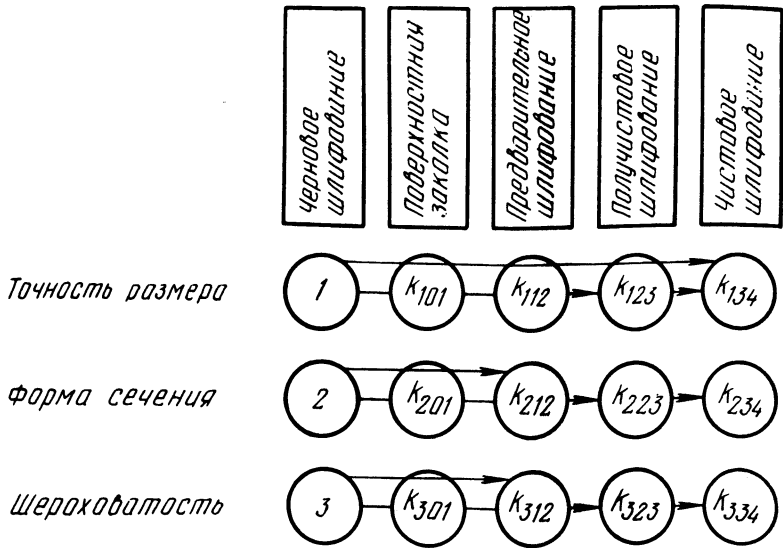 Черновое
шлифование
Поверхностная
закалка
Предварительное
шлифование
Получистовое
шлифование
Чистовое
шлифование
Точность размера 1 k101 k112 k123 k134
Форма сечения 2 k201 k212 k223 k234
Шероховатость 3 k301 k312 k323 k334